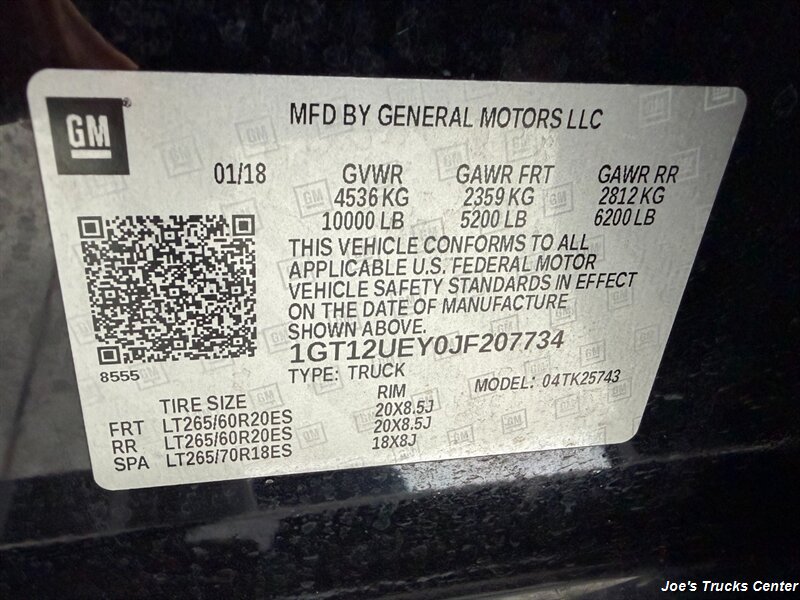 GM
MFD BY GENERAL MOTORS LLC
01/18 GVWR GAWR FRT GAWR RR
4536 KG 2359 KG 2812 KG
10000 LB 5200 LB 6200 LB
THIS VEHICLE CONFORMS TO ALL
APPLICABLE U.S. FEDERAL MOTOR
VEHICLE SAFETY STANDARDS IN EFFECT
ON THE DATE OF MANUFACTURE
SHOWN ABOVE.
1GT12UEY0JF207734
8555
TYPE: TRUCK MODEL: 04TK25743
TIRE SIZE RIM
FRT LT265/60R20ES 20X8.5J
RR LT265/60R20ES 20X8.5J
SPA LT265/70R18ES 18X8J
Joe's Trucks Center